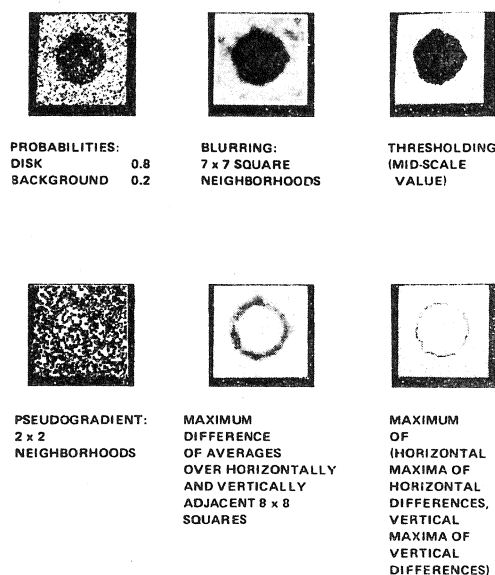 PROBABILITIES:
DISK 0.8
BACKGROUND 0.2
BLURRING:
7 x 7 SQUARE
NEIGHBORHOODS
THRESHOLDING
(MID-SCALE
VALUE)
PSEUDOGRADIENT:
2 x 2
NEIGHBORHOODS
MAXIMUM
DIFFERENCE
OF AVERAGES
OVER HORIZONTALLY
AND VERTICALLY
ADJACENT 8 x 8
SQUARES
MAXIMUM
OF
(HORIZONTAL
MAXIMA OF
HORIZONTAL
DIFFERENCES,
VERTICAL
MAXIMA OF
VERTICAL
DIFFERENCES)